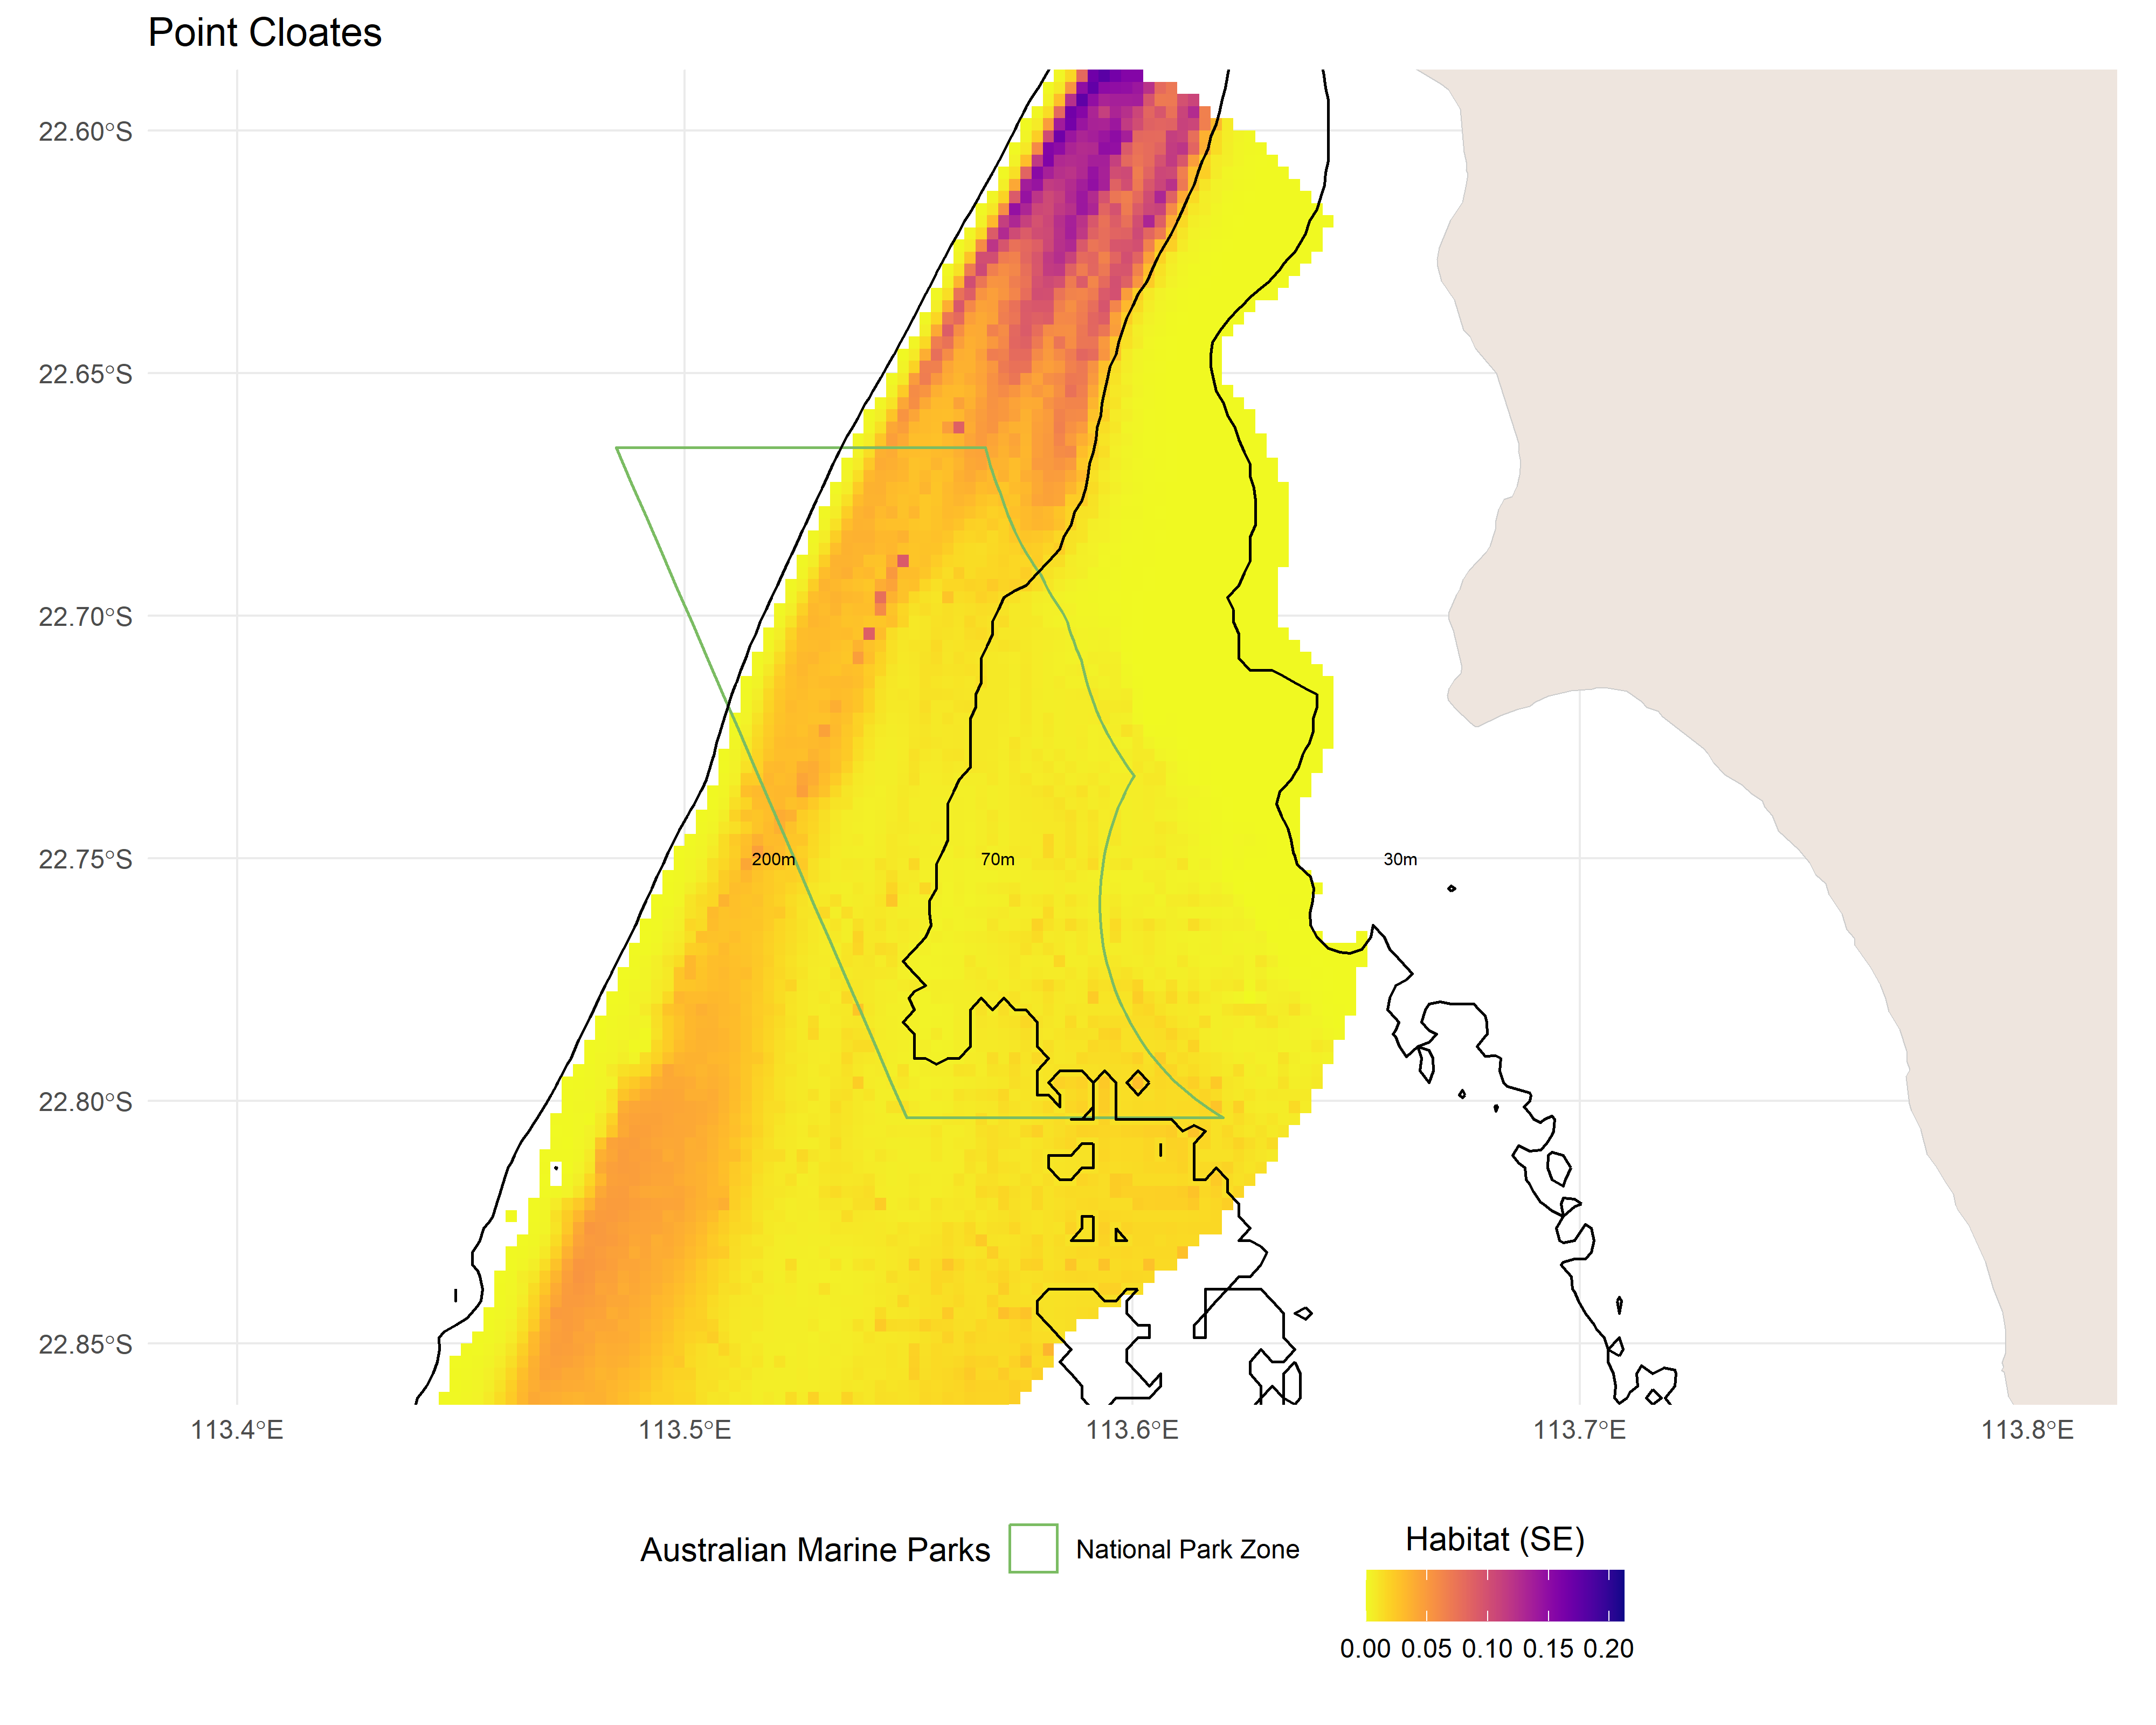 Point Cloates
22.60°S
22.65°S
22.70°S
22.75°S
200m 70m 30m
22.80°S
22.85°S
113.4°E 113.5°E 113.6°E 113.7°E 113.8°E
Australian Marine Parks National Park Zone
Habitat (SE)
0.00 0.05 0.10 0.15 0.20